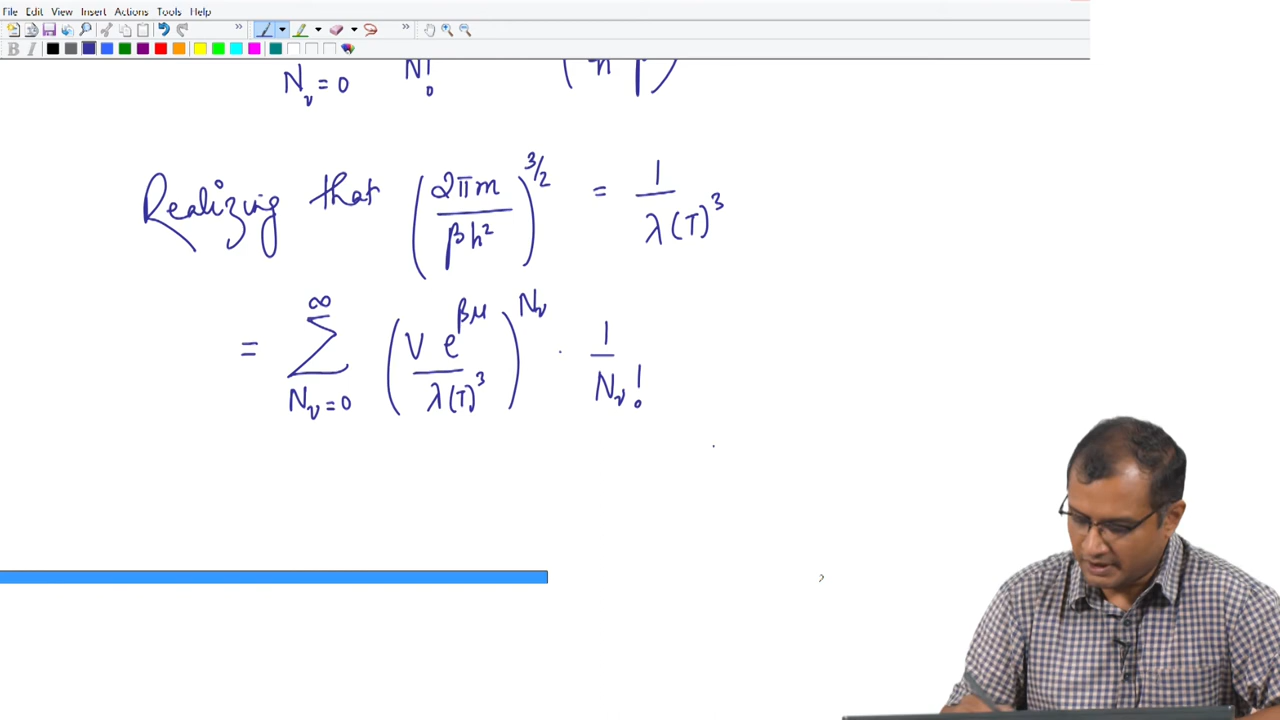 File Edit View Insert Actions Tools Help
B I
N_ν = 0 N!
Realizing that (2πm / βh²)^{3/2} = 1 / λ(T)³
= Σ_{N_ν=0}^{∞} (V e^{βμ} / λ(T)³)^{N_ν} · 1 / N_ν!